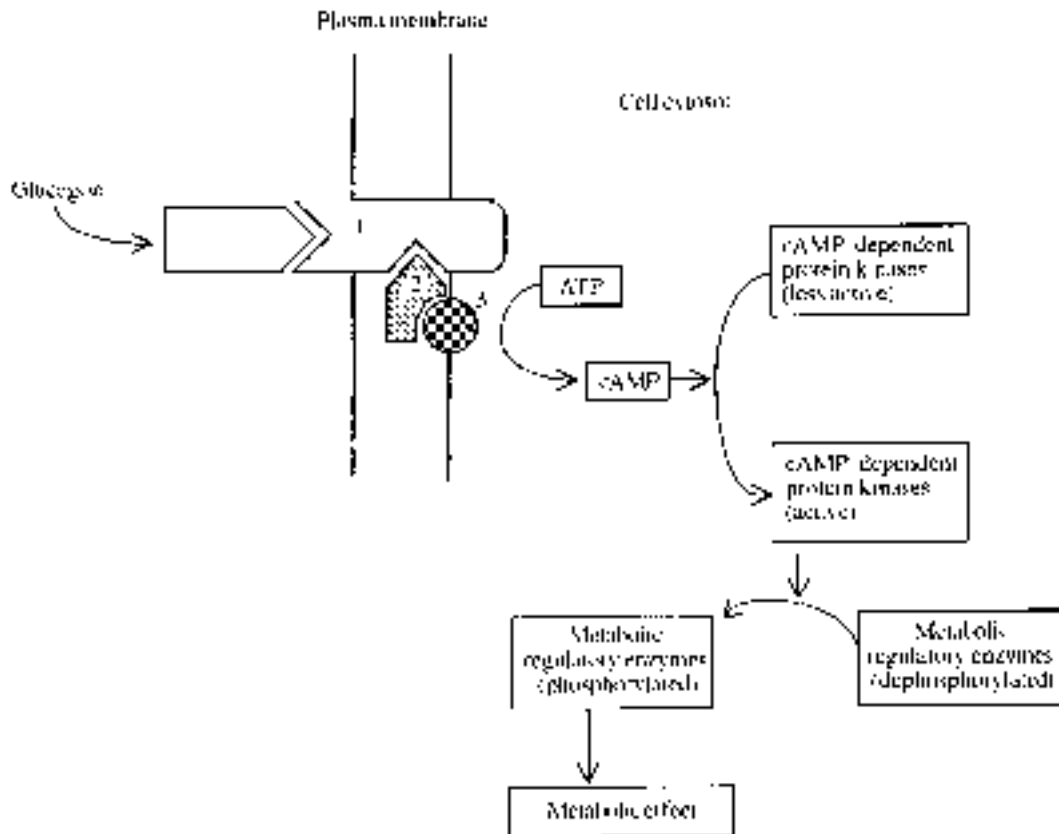 Plasma membrane
Cell cytosol
Glucagon
1
2
3
ATP
cAMP
cAMP dependent
protein kinases
(less active)
cAMP dependent
protein kinases
(active)
Metabolic
regulatory enzymes
(phosphorylated)
Metabolic
regulatory enzymes
(dephosphorylated)
Metabolic effect